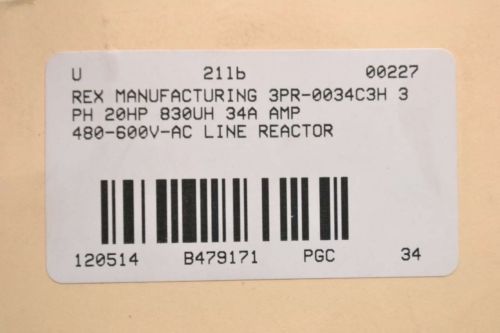 U 21lb 00227
REX MANUFACTURING 3PR-0034C3H 3
PH 20HP 830UH 34A AMP
480-600V-AC LINE REACTOR
120514 B479171 PGC 34